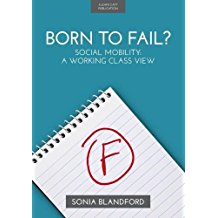 BORN TO FAIL?
SOCIAL MOBILITY:
A WORKING CLASS VIEW
F
SONIA BLANDFORD